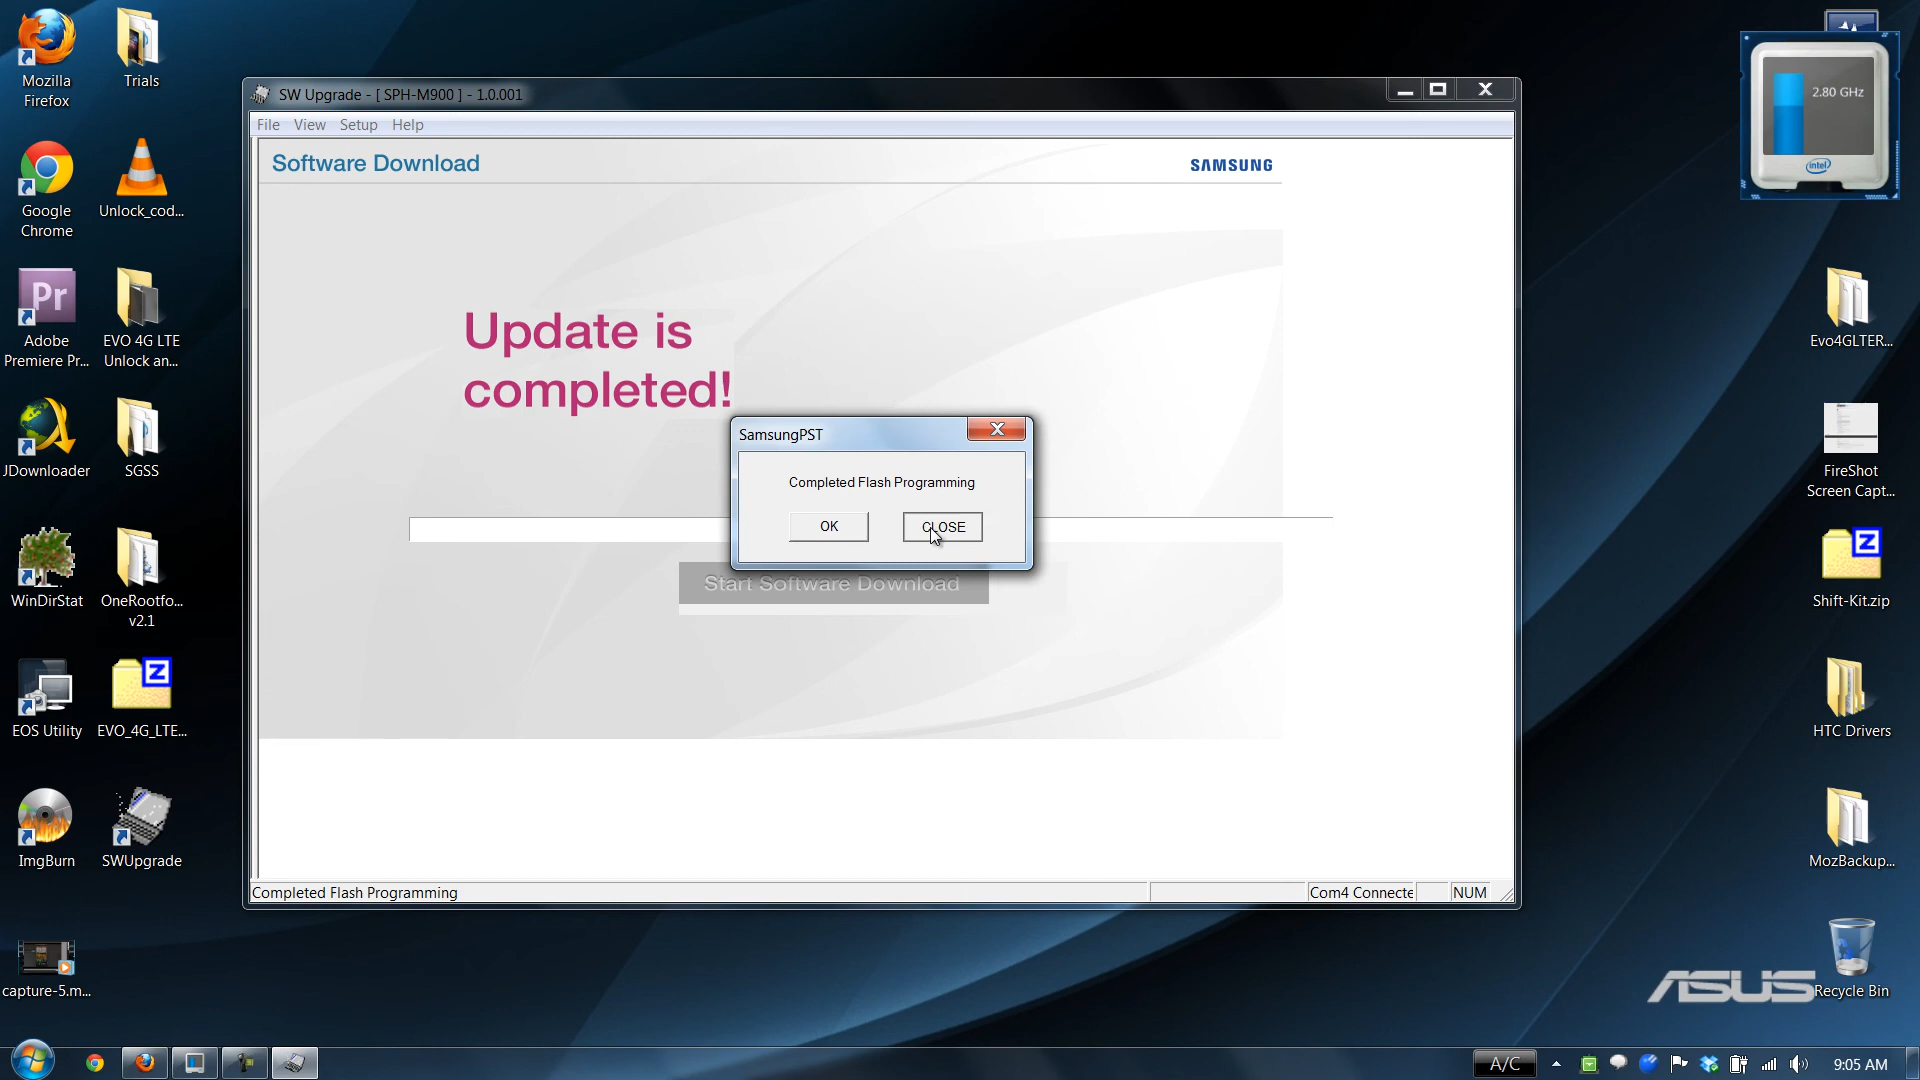 Mozilla
Firefox
Trials
Google
Chrome
Unlock_cod...
Pr
Adobe
Premiere Pr...
EVO 4G LTE
Unlock an...
JDownloader
SGSS
WinDirStat
OneRootfo...
v2.1
EOS Utility
Z
EVO_4G_LTE...
ImgBurn
SWUpgrade
capture-5.m...
SW Upgrade - [ SPH-M900 ] - 1.0.001
File View Setup Help
Software Download
SAMSUNG
Update is
completed!
SamsungPST
X
Completed Flash Programming
OK
CLOSE
Start Software Download
Completed Flash Programming
Com4 Connecte
NUM
2.80 GHz
intel
Evo4GLTER...
FireShot
Screen Capt...
Z
Shift-Kit.zip
HTC Drivers
MozBackup...
ASUS
Recycle Bin
A/C
9:05 AM